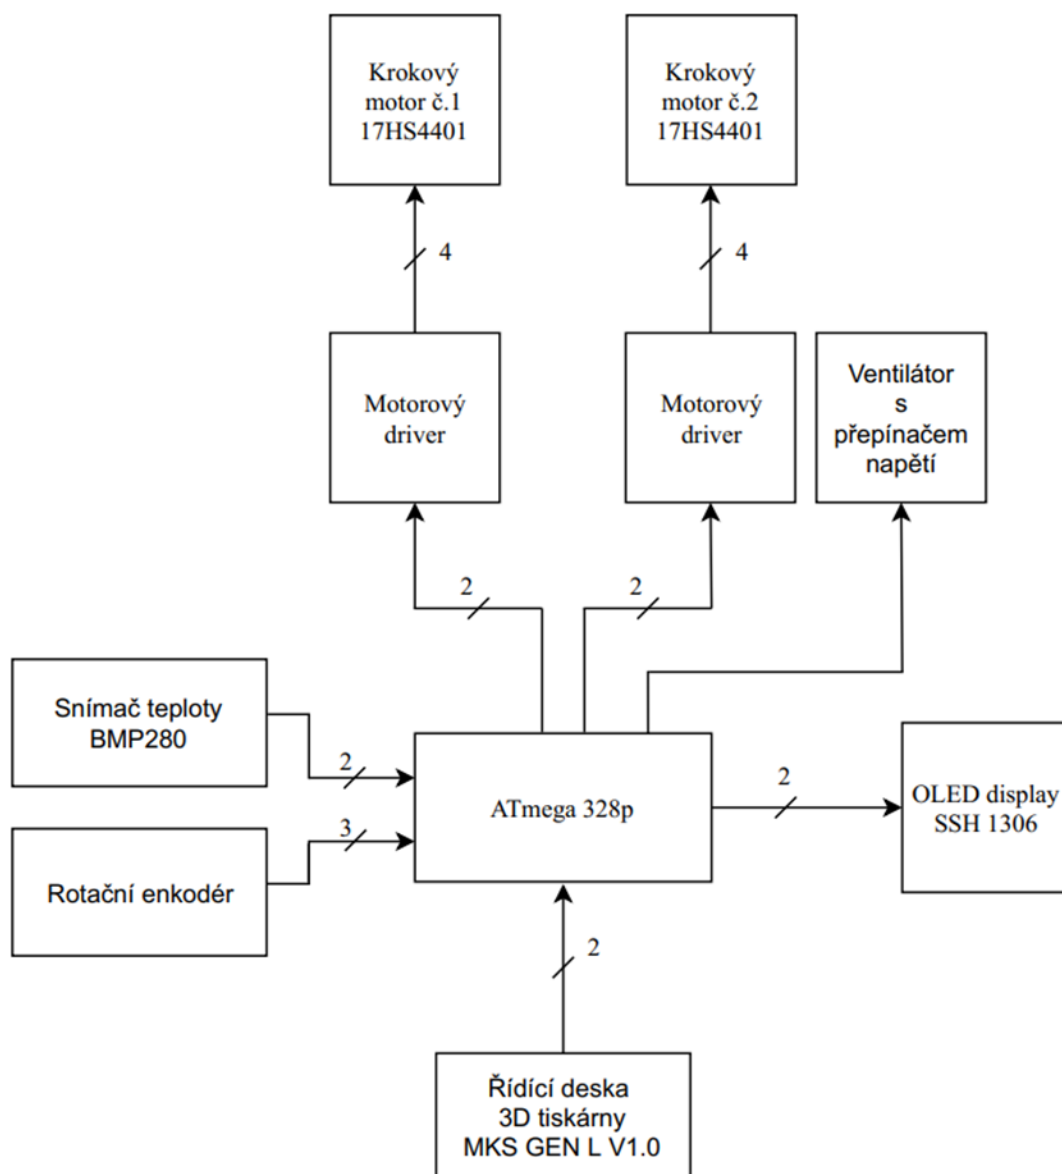 Krokový
motor č.1
17HS4401
Krokový
motor č.2
17HS4401
4
4
Motorový
driver
Motorový
driver
Ventilátor
s
přepínačem
napětí
2
2
Snímač teploty
BMP280
2
ATmega 328p
2
OLED display
SSH 1306
3
Rotační enkodér
2
Řídící deska
3D tiskárny
MKS GEN L V1.0